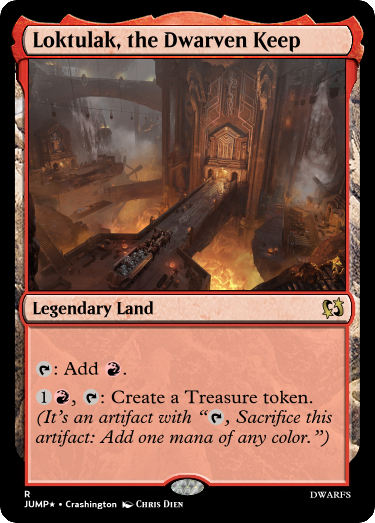 Loktulak, the Dwarven Keep
Legendary Land
: Add .
1 , : Create a Treasure token.
(It's an artifact with “, Sacrifice this
artifact: Add one mana of any color.”)
R
DWARFS
JUMP★ • Crashington Chris Dien